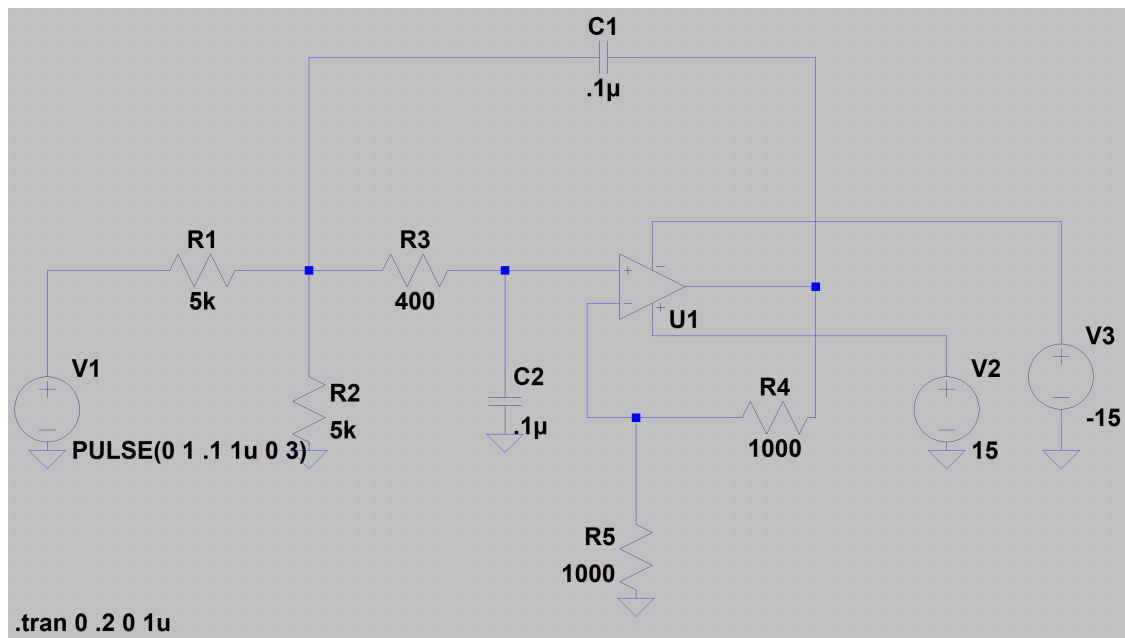 C1
.1µ
R1
5k
R3
400
+
−
−
+
U1
V1
+
−
PULSE(0 1 .1 1u 0 3)
R2
5k
C2
.1µ
R4
1000
V2
+
−
15
V3
+
−
-15
R5
1000
.tran 0 .2 0 1u